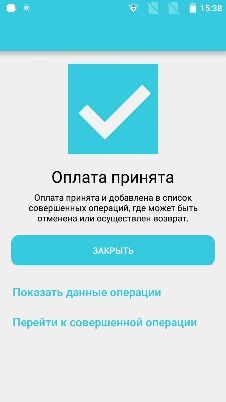 15:38
Оплата принята
Оплата принята и добавлена в список
совершенных операций, где может быть
отменена или осуществлен возврат.
ЗАКРЫТЬ
Показать данные операции
Перейти к совершенной операции